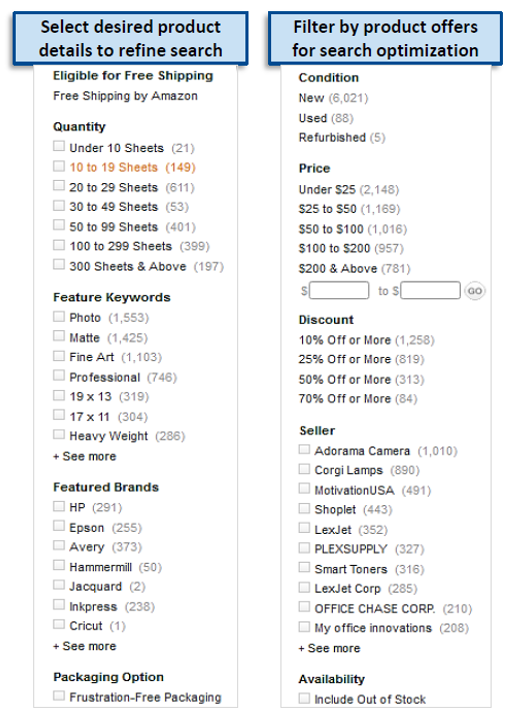 Select desired product
details to refine search
Eligible for Free Shipping
Free Shipping by Amazon
Quantity
Under 10 Sheets (21)
10 to 19 Sheets (149)
20 to 29 Sheets (611)
30 to 49 Sheets (53)
50 to 99 Sheets (401)
100 to 299 Sheets (399)
300 Sheets & Above (197)
Feature Keywords
Photo (1,553)
Matte (1,425)
Fine Art (1,103)
Professional (746)
19 x 13 (319)
17 x 11 (304)
Heavy Weight (286)
+ See more
Featured Brands
HP (291)
Epson (255)
Avery (373)
Hammermill (50)
Jacquard (2)
Inkpress (238)
Cricut (1)
+ See more
Packaging Option
Frustration-Free Packaging
Filter by product offers
for search optimization
Condition
New (6,021)
Used (88)
Refurbished (5)
Price
Under $25 (2,148)
$25 to $50 (1,169)
$50 to $100 (1,016)
$100 to $200 (957)
$200 & Above (781)
$ to $ GO
Discount
10% Off or More (1,258)
25% Off or More (819)
50% Off or More (313)
70% Off or More (84)
Seller
Adorama Camera (1,010)
Corgi Lamps (890)
MotivationUSA (491)
Shoplet (443)
LexJet (352)
PLEXSUPPLY (327)
Smart Toners (316)
LexJet Corp (285)
OFFICE CHASE CORP. (210)
My office innovations (208)
+ See more
Availability
Include Out of Stock